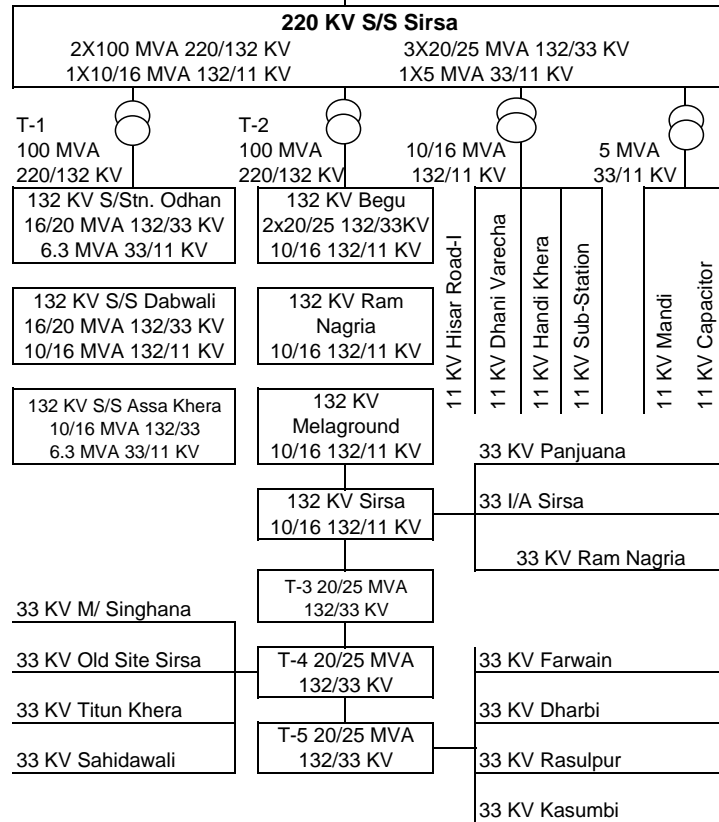 220 KV S/S Sirsa
2X100 MVA 220/132 KV
3X20/25 MVA 132/33 KV
1X10/16 MVA 132/11 KV
1X5 MVA 33/11 KV
T-1
100 MVA
220/132 KV
T-2
100 MVA
220/132 KV
10/16 MVA
132/11 KV
5 MVA
33/11 KV
132 KV S/Stn. Odhan
16/20 MVA 132/33 KV
6.3 MVA 33/11 KV
132 KV Begu
2x20/25 132/33KV
10/16 132/11 KV
11 KV Hisar Road-I
11 KV Dhani Varecha
11 KV Handi Khera
11 KV Sub-Station
11 KV Mandi
11 KV Capacitor
132 KV S/S Dabwali
16/20 MVA 132/33 KV
10/16 MVA 132/11 KV
132 KV Ram
Nagria
10/16 132/11 KV
132 KV S/S Assa Khera
10/16 MVA 132/33
6.3 MVA 33/11 KV
132 KV
Melaground
10/16 132/11 KV
33 KV Panjuana
132 KV Sirsa
10/16 132/11 KV
33 I/A Sirsa
33 KV Ram Nagria
T-3 20/25 MVA
132/33 KV
33 KV M/ Singhana
33 KV Old Site Sirsa
T-4 20/25 MVA
132/33 KV
33 KV Farwain
33 KV Titun Khera
33 KV Dharbi
T-5 20/25 MVA
132/33 KV
33 KV Sahidawali
33 KV Rasulpur
33 KV Kasumbi